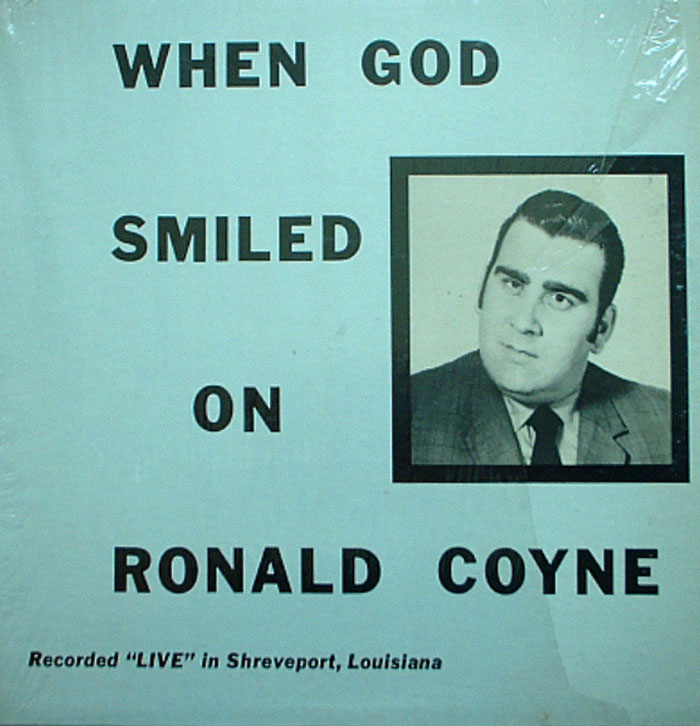 WHEN GOD
SMILED
ON
RONALD COYNE
Recorded "LIVE" in Shreveport, Louisiana